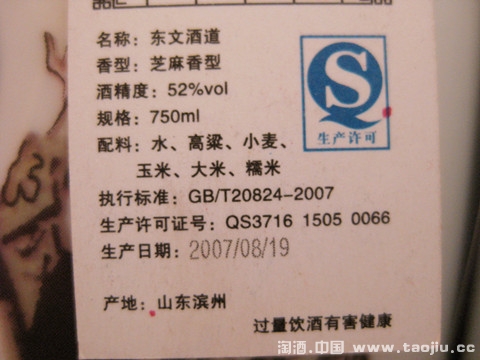 名称：东文酒道
香型：芝麻香型
酒精度：52%vol
规格：750ml
配料：水、高粱、小麦、
玉米、大米、糯米
执行标准：GB/T20824-2007
生产许可证号：QS3716 1505 0066
生产日期：2007/08/19
产地：山东滨州
过量饮酒有害健康
QS
生产许可
淘酒.中国 www.taojiu.cc